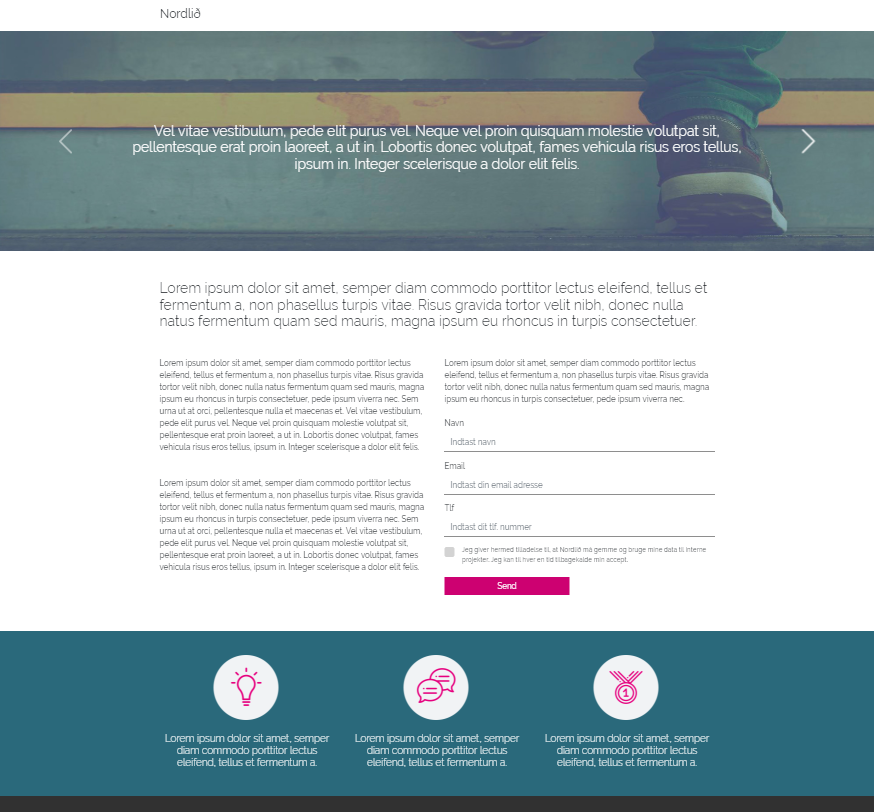 Nordlið
Vel vitae vestibulum, pede elit purus vel. Neque vel proin quisquam molestie volutpat sit,
pellentesque erat proin laoreet, a ut in. Lobortis donec volutpat, fames vehicula risus eros tellus,
ipsum in. Integer scelerisque a dolor elit felis.
Lorem ipsum dolor sit amet, semper diam commodo porttitor lectus eleifend, tellus et
fermentum a, non phasellus turpis vitae. Risus gravida tortor velit nibh, donec nulla
natus fermentum quam sed mauris, magna ipsum eu rhoncus in turpis consectetuer.
Lorem ipsum dolor sit amet, semper diam commodo porttitor lectus
eleifend, tellus et fermentum a, non phasellus turpis vitae. Risus gravida
tortor velit nibh, donec nulla natus fermentum quam sed mauris, magna
ipsum eu rhoncus in turpis consectetuer, pede ipsum viverra nec. Sem
urna ut at orci, pellentesque nulla et maecenas et. Vel vitae vestibulum,
pede elit purus vel. Neque vel proin quisquam molestie volutpat sit,
pellentesque erat proin laoreet, a ut in. Lobortis donec volutpat, fames
vehicula risus eros tellus, ipsum in. Integer scelerisque a dolor elit felis.
Lorem ipsum dolor sit amet, semper diam commodo porttitor lectus
eleifend, tellus et fermentum a, non phasellus turpis vitae. Risus gravida
tortor velit nibh, donec nulla natus fermentum quam sed mauris, magna
ipsum eu rhoncus in turpis consectetuer, pede ipsum viverra nec. Sem
urna ut at orci, pellentesque nulla et maecenas et. Vel vitae vestibulum,
pede elit purus vel. Neque vel proin quisquam molestie volutpat sit,
pellentesque erat proin laoreet, a ut in. Lobortis donec volutpat, fames
vehicula risus eros tellus, ipsum in. Integer scelerisque a dolor elit felis.
Lorem ipsum dolor sit amet, semper diam commodo porttitor lectus
eleifend, tellus et fermentum a, non phasellus turpis vitae. Risus gravida
tortor velit nibh, donec nulla natus fermentum quam sed mauris, magna
ipsum eu rhoncus in turpis consectetuer, pede ipsum viverra nec.
Navn
Indtast navn
Email
Indtast din email adresse
Tlf
Indtast dit tlf. nummer
Jeg giver hermed tilladelse til, at Nordlið må gemme og bruge mine data til interne
projekter. Jeg kan til hver en tid tilbagekalde min accept.
Send
1
Lorem ipsum dolor sit amet, semper
diam commodo porttitor lectus
eleifend, tellus et fermentum a.
Lorem ipsum dolor sit amet, semper
diam commodo porttitor lectus
eleifend, tellus et fermentum a.
Lorem ipsum dolor sit amet, semper
diam commodo porttitor lectus
eleifend, tellus et fermentum a.